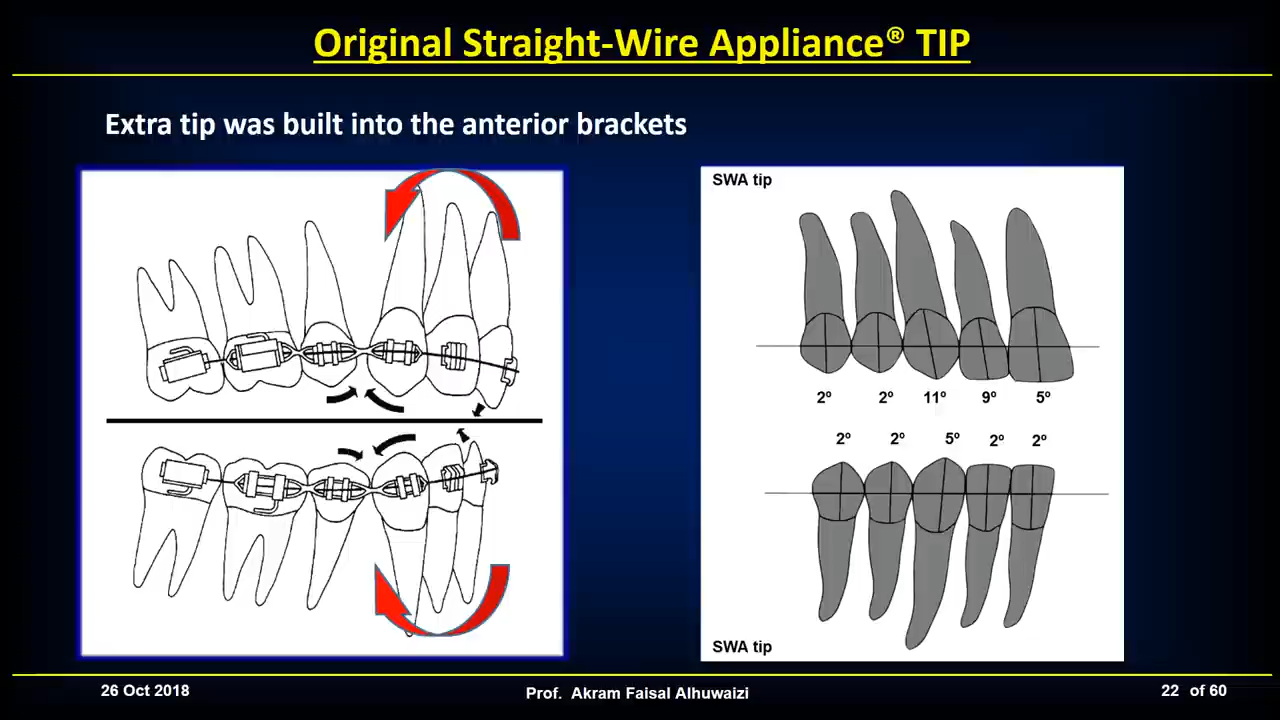 Original Straight-Wire Appliance® TIP
Extra tip was built into the anterior brackets
SWA tip
2º 2º 11º 9º 5º
2º 2º 5º 2º 2º
SWA tip
26 Oct 2018
Prof. Akram Faisal Alhuwaizi
22 of 60